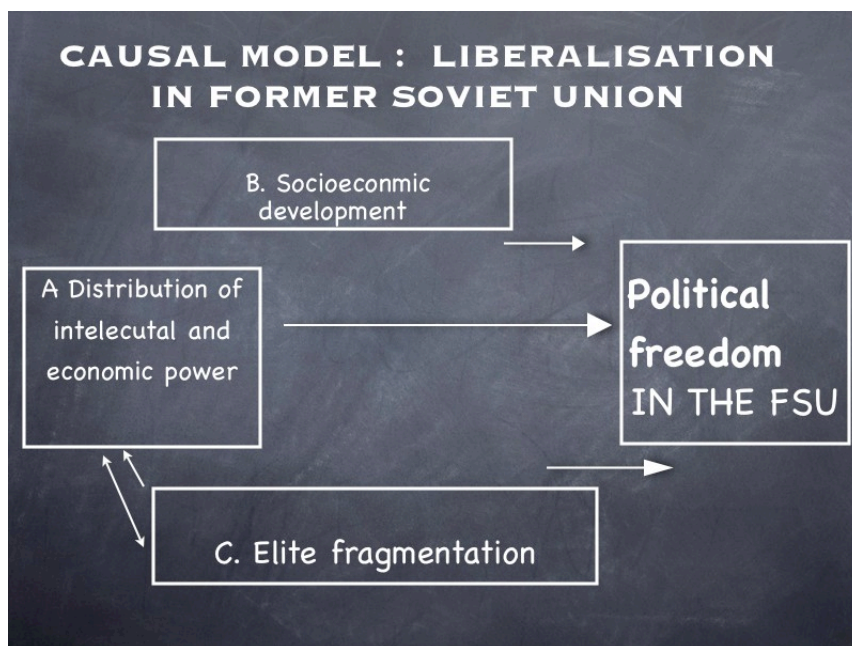 CAUSAL MODEL : LIBERALISATION
IN FORMER SOVIET UNION
B. Socioeconmic
development
A Distribution of
intelecutal and
economic power
Political
freedom
IN THE FSU
C. Elite fragmentation